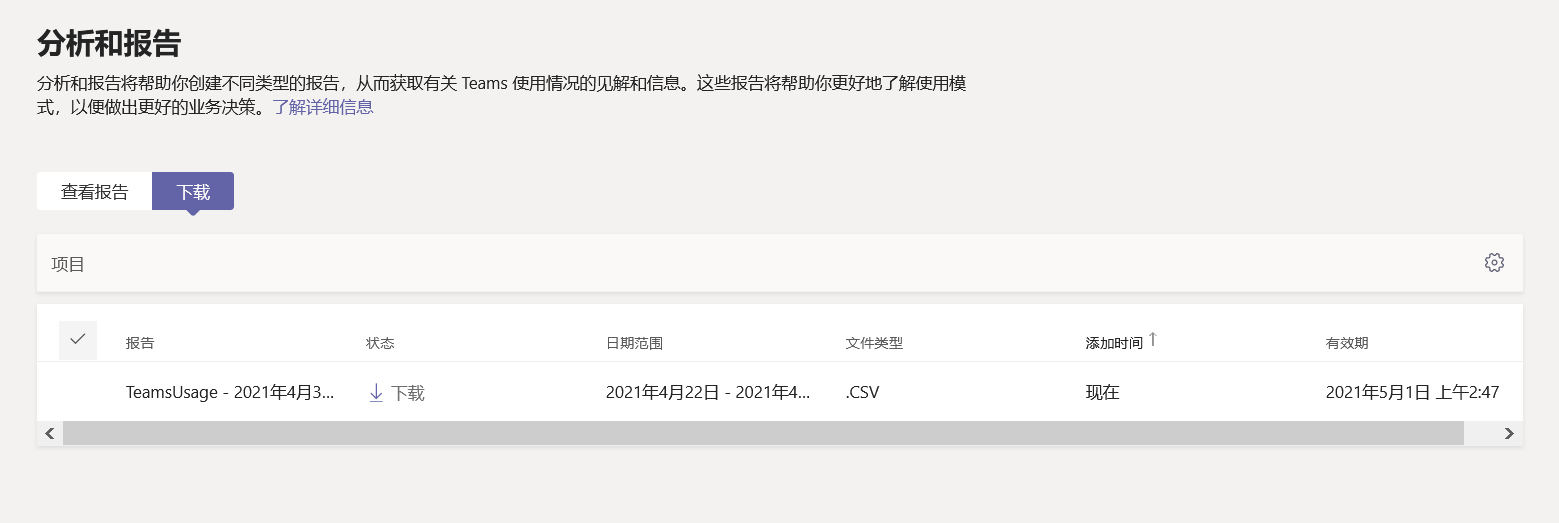 分析和报告
分析和报告将帮助你创建不同类型的报告，从而获取有关 Teams 使用情况的见解和信息。这些报告将帮助你更好地了解使用模
式，以便做出更好的业务决策。了解详细信息
查看报告 下载
项目
报告 状态 日期范围 文件类型 添加时间↑ 有效期
TeamsUsage - 2021年4月3... 下载 2021年4月22日 - 2021年4... .CSV 现在 2021年5月1日 上午2:47